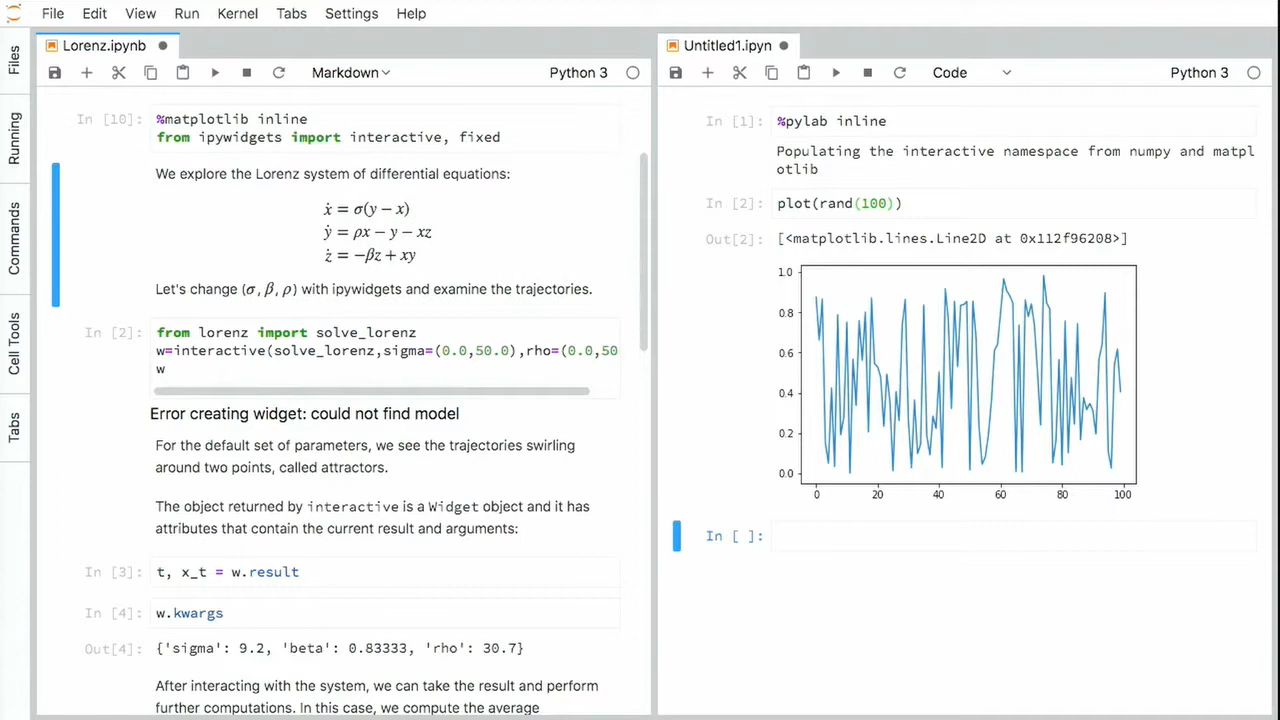 File Edit View Run Kernel Tabs Settings Help
Files
Running
Commands
Cell Tools
Tabs
Lorenz.ipynb
Markdown
Python 3
In [10]:
%matplotlib inline
from ipywidgets import interactive, fixed
We explore the Lorenz system of differential equations:
ẋ = σ(y − x)
ẏ = ρx − y − xz
ż = −βz + xy
Let's change (σ, β, ρ) with ipywidgets and examine the trajectories.
In [2]:
from lorenz import solve_lorenz
w=interactive(solve_lorenz,sigma=(0.0,50.0),rho=(0.0,50
w
Error creating widget: could not find model
For the default set of parameters, we see the trajectories swirling
around two points, called attractors.
The object returned by interactive is a Widget object and it has
attributes that contain the current result and arguments:
In [3]:
t, x_t = w.result
In [4]:
w.kwargs
Out[4]:
{'sigma': 9.2, 'beta': 0.83333, 'rho': 30.7}
After interacting with the system, we can take the result and perform
further computations. In this case, we compute the average
Untitled1.ipyn
Code
Python 3
In [1]:
%pylab inline
Populating the interactive namespace from numpy and matpl
otlib
In [2]:
plot(rand(100))
Out[2]:
[<matplotlib.lines.Line2D at 0x112f96208>]
1.0
0.8
0.6
0.4
0.2
0.0
0 20 40 60 80 100
In [ ]: